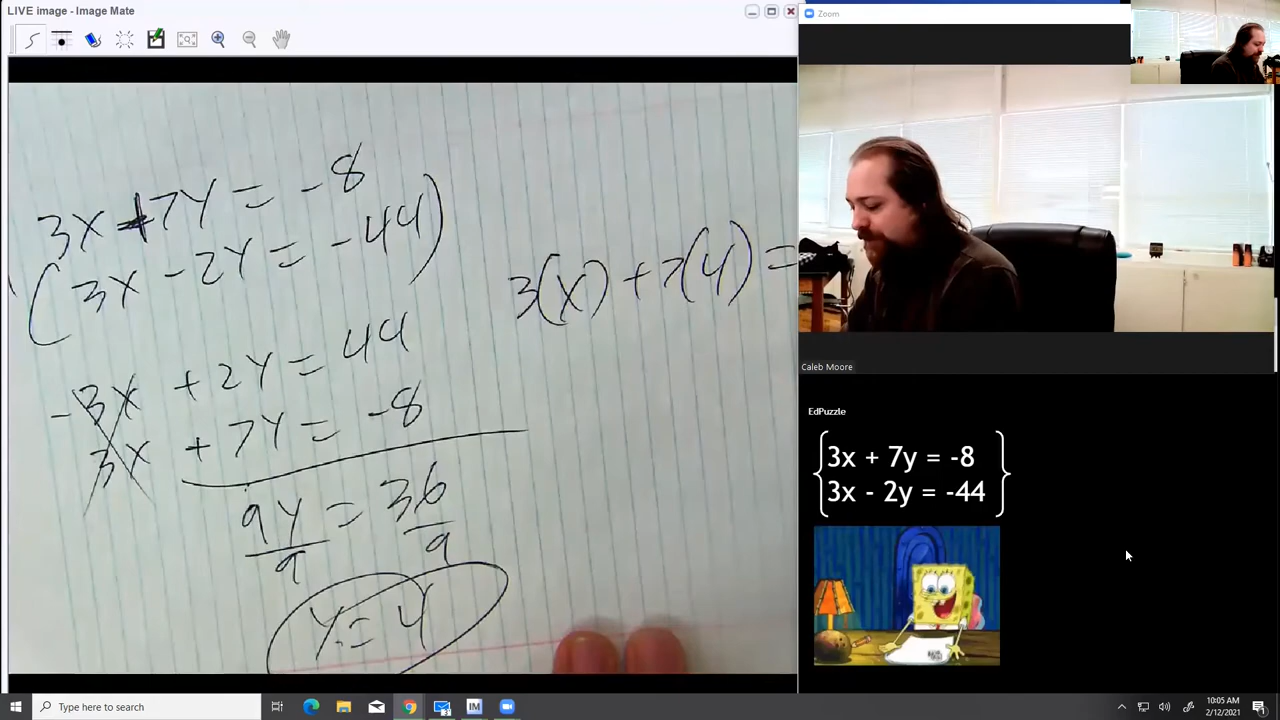 LIVE image - Image Mate
Zoom
3x + 7y = -8
(3x - 2y = -44)
-3x + 2y = 44
3x + 7y = -8
9y = 36
9 9
y = 4
3(x) + 7(4) =
Caleb Moore
EdPuzzle
3x + 7y = -8
3x - 2y = -44
Type here to search
IM
10:05 AM
2/12/2021
1